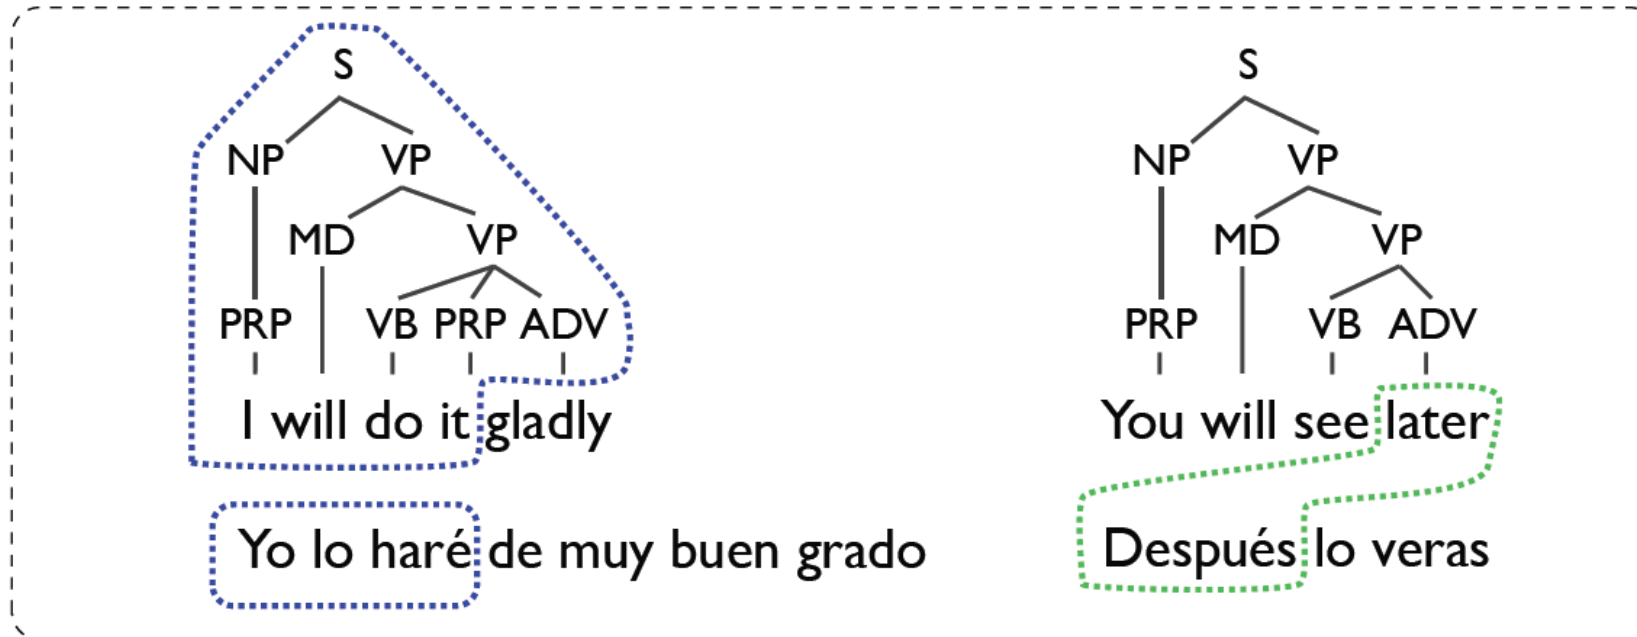 S
NP VP
MD VP
PRP VB PRP ADV
I will do it gladly
Yo lo haré de muy buen grado
S
NP VP
MD VP
PRP VB ADV
You will see later
Después lo veras